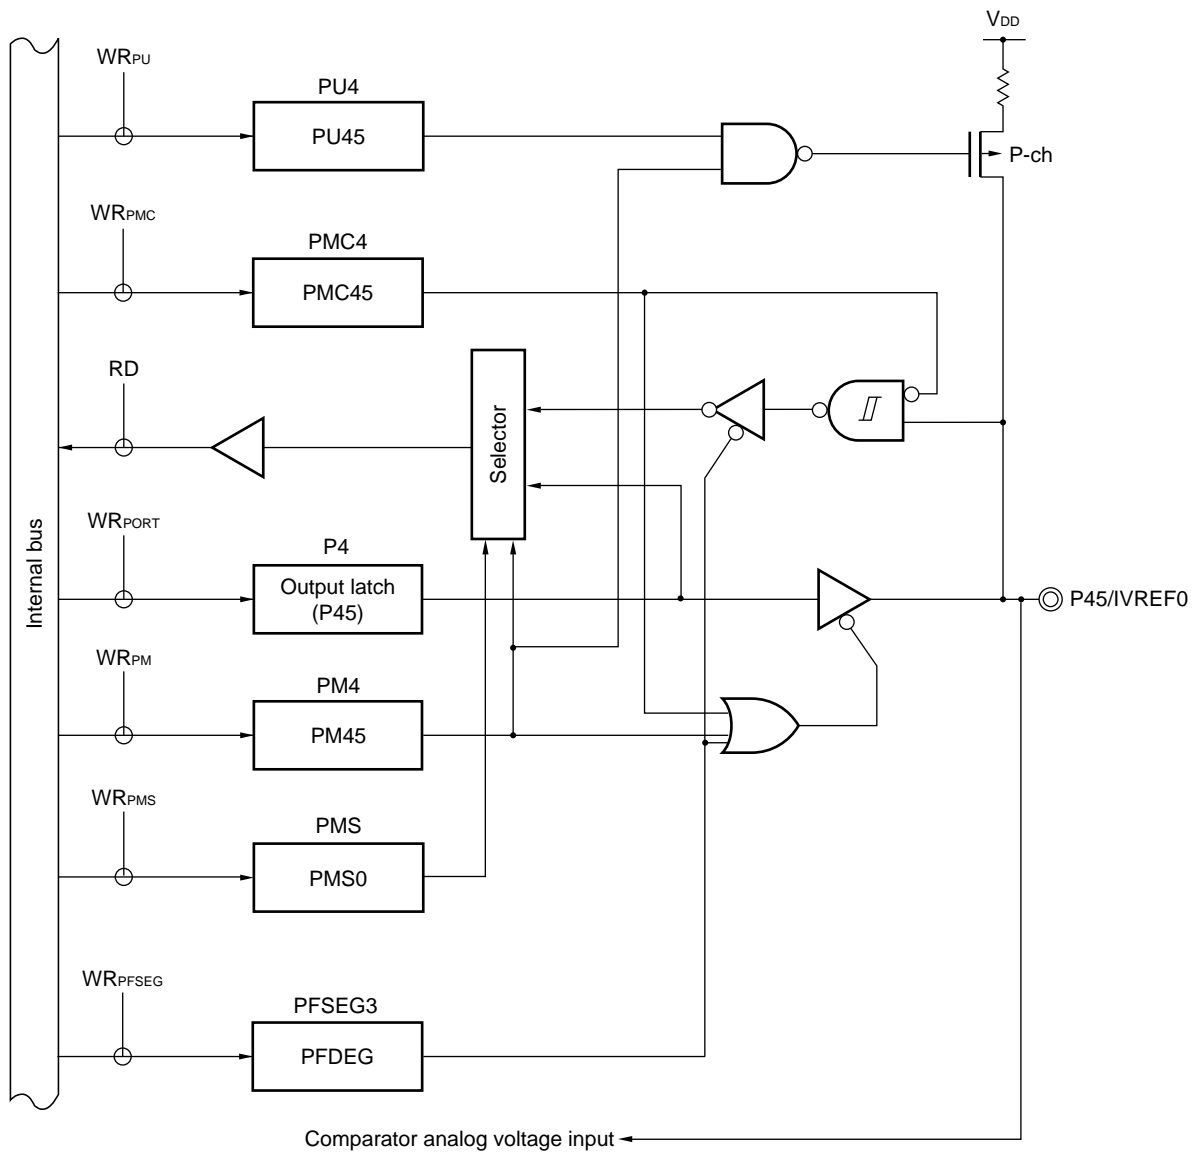 VDD
WRPU
PU4
PU45
P-ch
WRPMC
PMC4
PMC45
RD
Selector
WRPORT
P4
Output latch
(P45)
P45/IVREF0
Internal bus
WRPM
PM4
PM45
WRPMS
PMS
PMS0
WRPFSEG
PFSEG3
PFDEG
Comparator analog voltage input